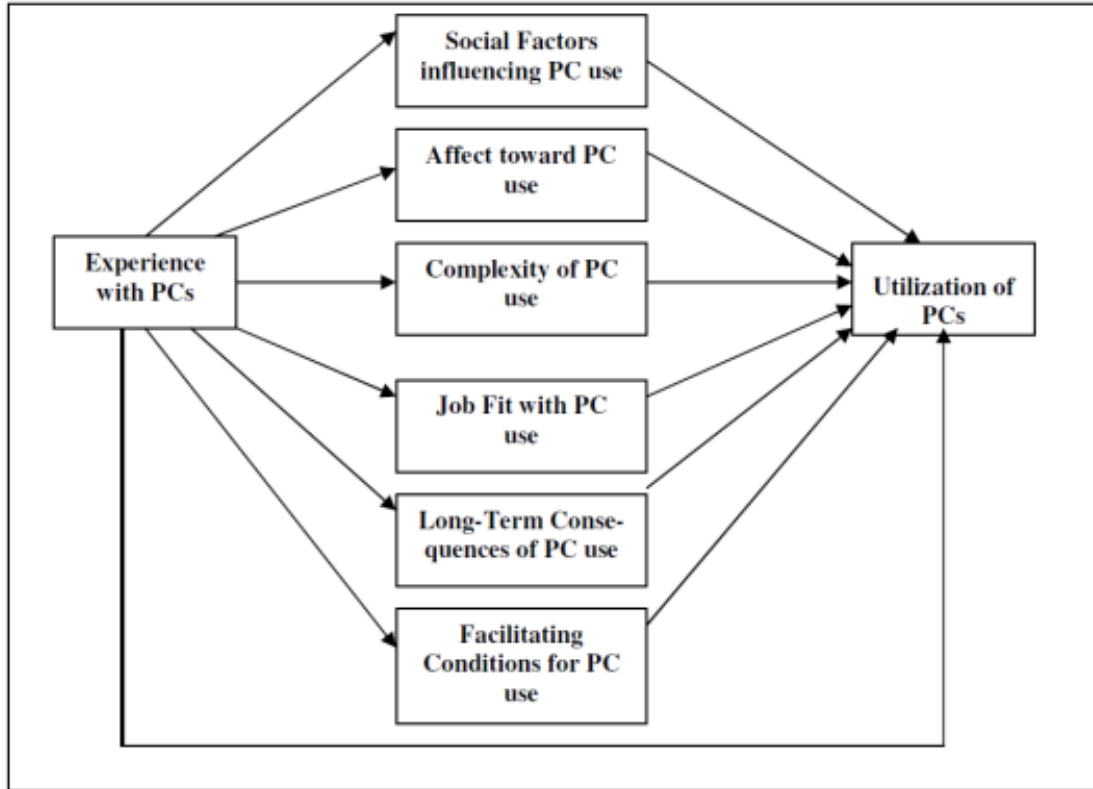 Social Factors
influencing PC use
Affect toward PC
use
Experience
with PCs
Complexity of PC
use
Utilization of
PCs
Job Fit with PC
use
Long-Term Conse-
quences of PC use
Facilitating
Conditions for PC
use